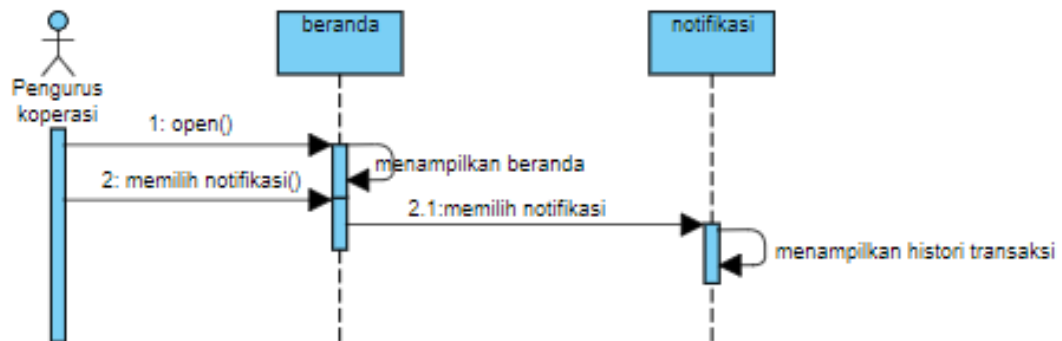 beranda
notifikasi
Pengurus
koperasi
1: open()
menampilkan beranda
2: memilih notifikasi()
2.1:memilih notifikasi
menampilkan histori transaksi